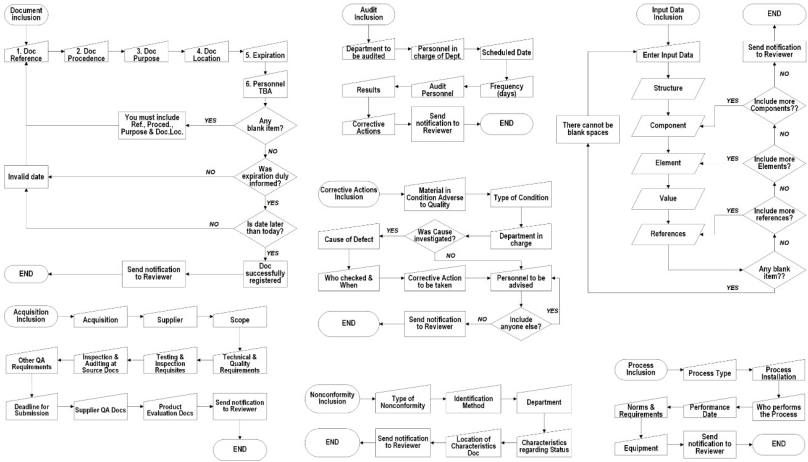 Document
inclusion
1. Doc
Reference
2. Doc
Procedence
3. Doc
Purpose
4. Doc
Location
5. Expiration
6. Personnel
TBA
Any
blank item?
YES
You must include
Ref., Proced.,
Purpose & Doc.Loc.
NO
Was
expiration duly
informed?
NO
Invalid date
YES
Is date later
than today?
NO
YES
Doc
successfully
registered
Send notification
to Reviewer
END
Audit
Inclusion
Department to
be audited
Personnel in
charge of Dept.
Scheduled Date
Frequency
(days)
Audit
Personnel
Results
Corrective
Actions
Send
notification to
Reviewer
END
Input Data
Inclusion
Enter Input Data
Structure
Component
Element
Value
References
Any blank
item??
YES
There cannot be
blank spaces
NO
Include more
references?
YES
NO
Include more
Elements?
YES
NO
Include more
Components??
YES
NO
Send notification
to Reviewer
END
Corrective Actions
Inclusion
Material in
Condition Adverse
to Quality
Type of Condition
Department in
charge
Was Cause
investigated?
YES
Cause of Defect
NO
Who checked &
When
Corrective Action
to be taken
Personnel to be
advised
Include
anyone else?
YES
NO
Send notification
to Reviewer
END
Acquisition
Inclusion
Acquisition
Supplier
Scope
Technical &
Quality
Requirements
Testing &
Inspection
Requisites
Inspection &
Auditing at
Source Docs
Other QA
Requirements
Deadline for
Submission
Supplier QA Docs
Product
Evaluation Docs
Send notification
to Reviewer
END
Nonconformity
Inclusion
Type of
Nonconformity
Identification
Method
Department
Characteristics
regarding Status
Location of
Characteristics
Doc
Send notification
to Reviewer
END
Process
Inclusion
Process Type
Process
Installation
Who performs
the Process
Performance
Date
Norms &
Requirements
Equipment
Send
notification to
Reviewer
END